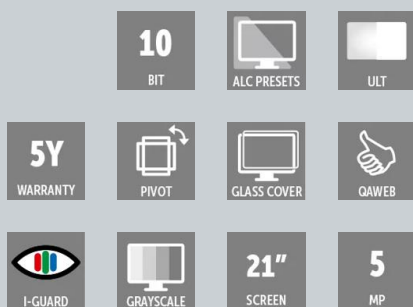 10
BIT
ALC PRESETS
ULT
5Y
WARRANTY
PIVOT
GLASS COVER
QAWEB
I-GUARD
GRAYSCALE
21"
SCREEN
5
MP